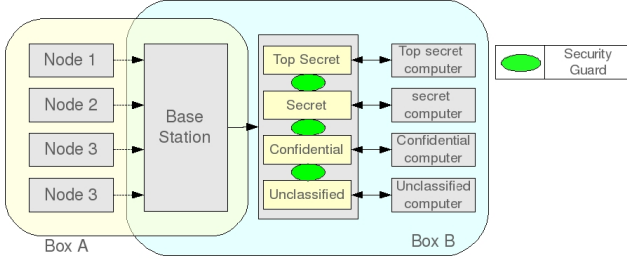 Node 1
Node 2
Node 3
Node 3
Box A
Base
Station
Top Secret
Secret
Confidential
Unclassified
Top secret
computer
secret
computer
Confidential
computer
Unclassified
computer
Box B
Security
Guard